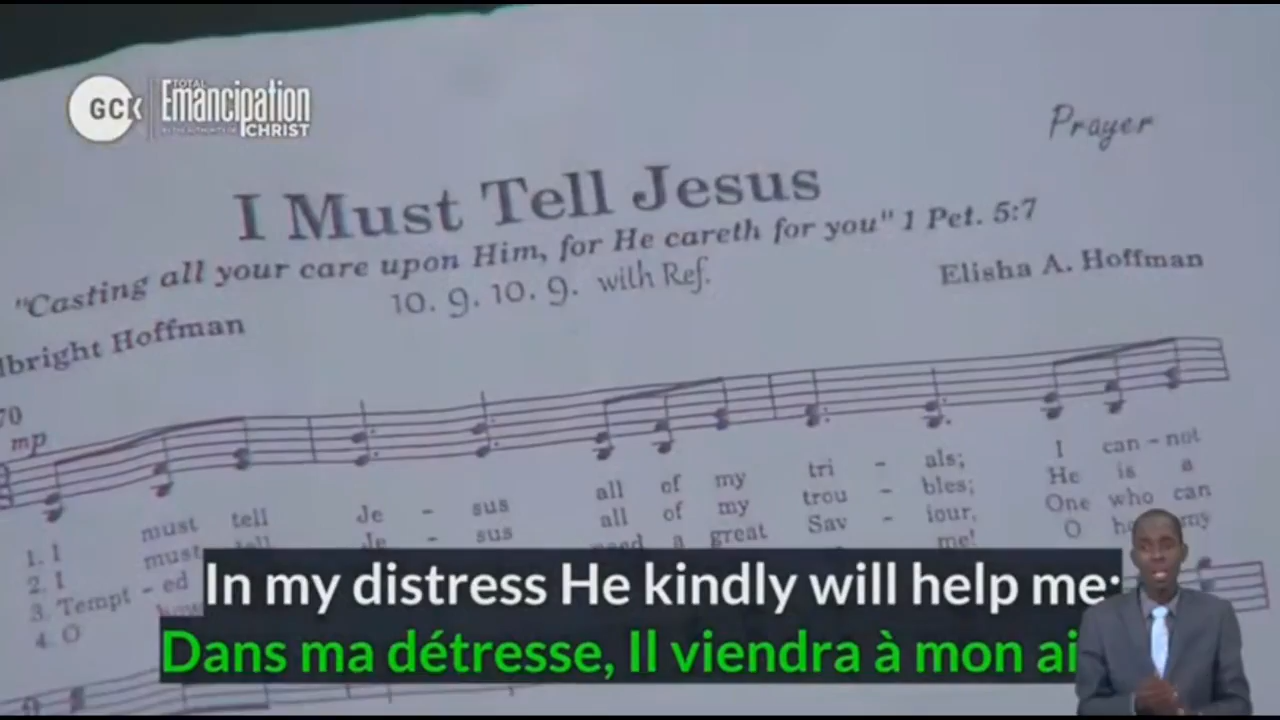 GCK
TOTAL
Emancipation
CHRIST
Prayer
I Must Tell Jesus
"Casting all your care upon Him, for He careth for you" 1 Pet. 5:7
10. 9. 10. 9. with Ref.
lbright Hoffman
Elisha A. Hoffman
70
mp
1. I must tell Je - sus all of my tri - als; I can - not
2. I must tell Je - sus all of my trou - bles; He is a
3. Tempt - ed a great Sav - iour, One who can
4. O me! O my
In my distress He kindly will help me;
Dans ma détresse, Il viendra à mon ai